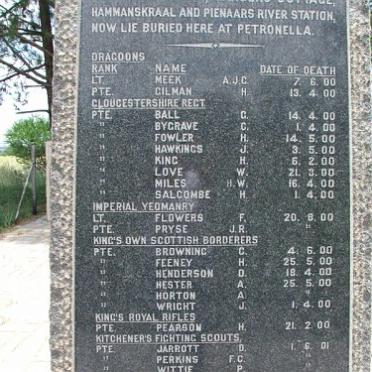 HAMMANSKRAAL AND PIENAARS RIVER STATION,
NOW LIE BURIED HERE AT PETRONELLA.
DRAGOONS
RANK NAME DATE OF DEATH
LT. MEEK A.J.C. 7. 6. 00
PTE. GILMAN H. 13. 4. 00
GLOUCESTERSHIRE REGT
PTE. BALL G. 14. 4. 00
" BYGRAVE C. 1. 4. 00
" FOWLER H. 14. 5. 00
" HAWKINGS J. 3. 5. 00
" KING H. 6. 2. 00
" LOVE W. 21. 3. 00
" MILES H.W. 16. 4. 00
" SALCOMBE H. 1. 4. 00
IMPERIAL YEOMANRY
LT. FLOWERS F. 20. 8. 00
PTE. PRYSE J.R. "
KING'S OWN SCOTTISH BORDERERS
PTE. BROWNING C. 4. 6. 00
" FEENEY H. 25. 5. 00
" HENDERSON D. 18. 4. 00
" HESTER A. 25. 5. 00
" HORTON A. "
" WRIGHT J. 1. 4. 00
KING'S ROYAL RIFLES
PTE. PEARSON H. 21. 2. 00
KITCHENER'S FIGHTING SCOUTS.
PTE. JARROTT D. 1. 6. 01
" PERKINS F.C. "
" WITTIE P. "